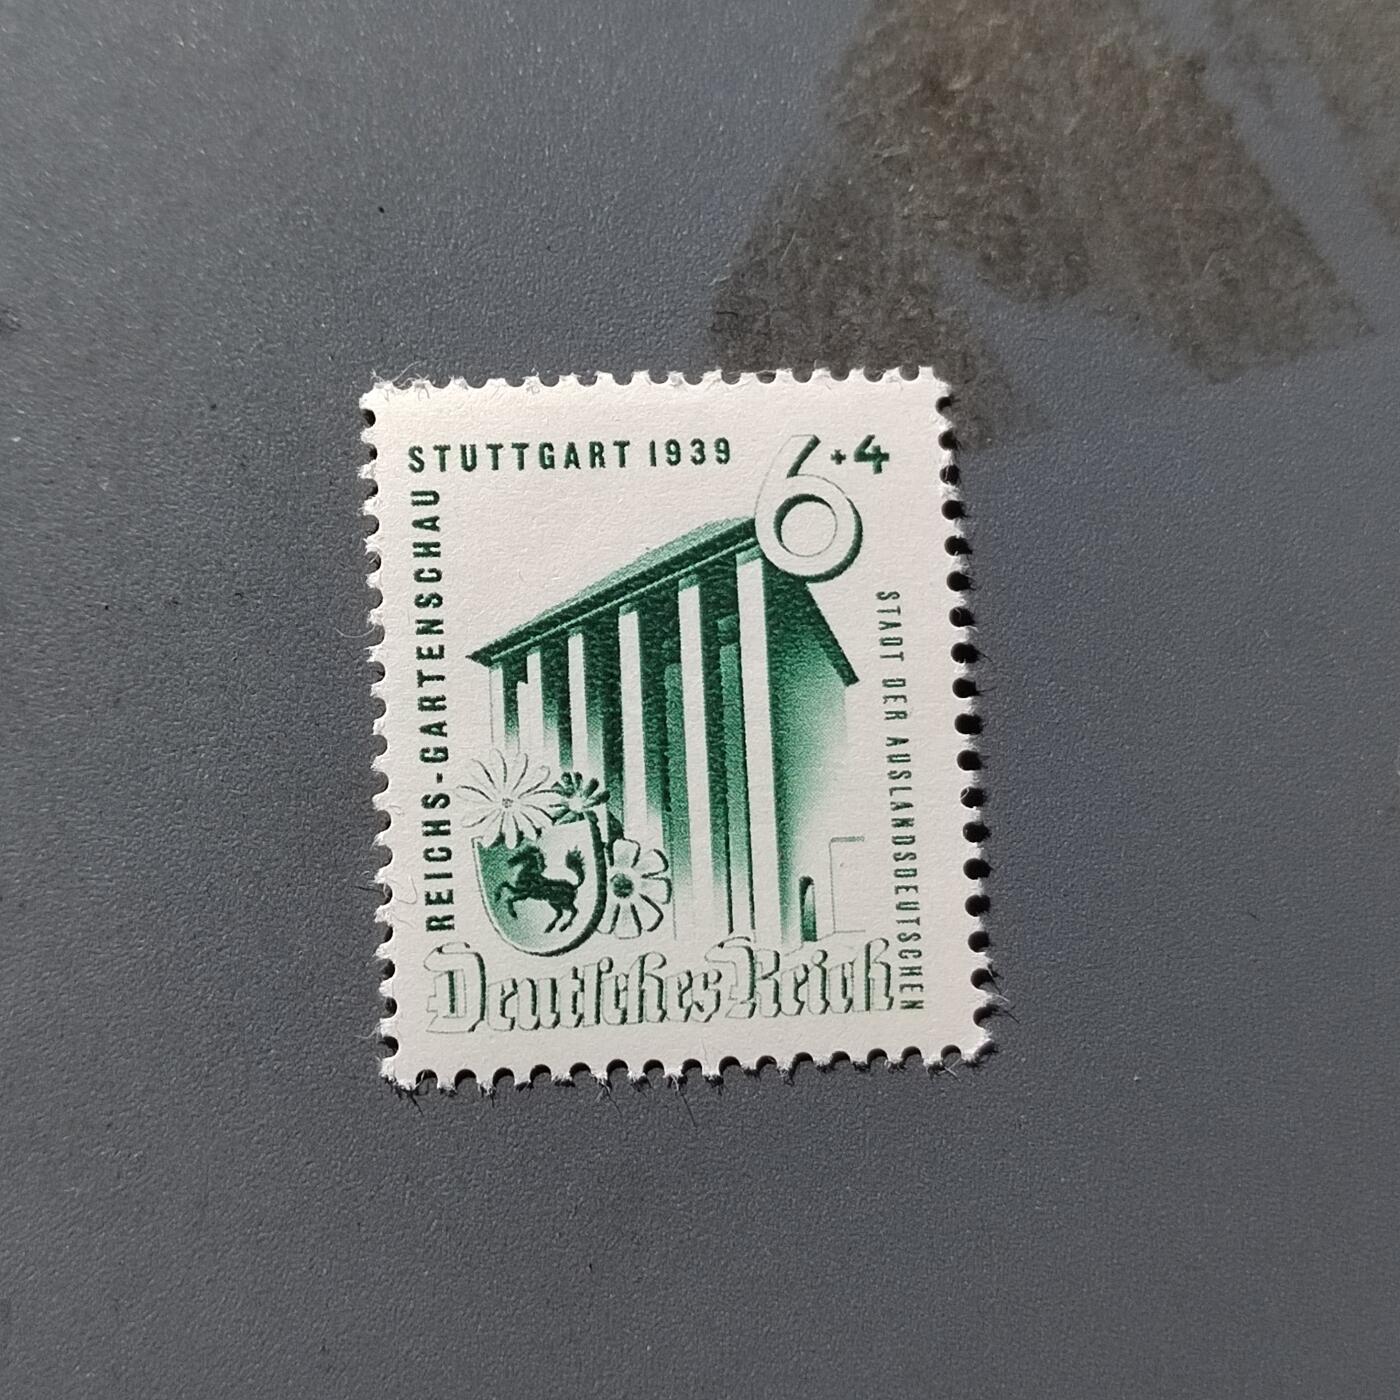 STUTTGART 1939
6+4
REICHS-GARTENSCHAU
STADT DER AUSLANDSDEUTSCHEN
Deutsches Reich